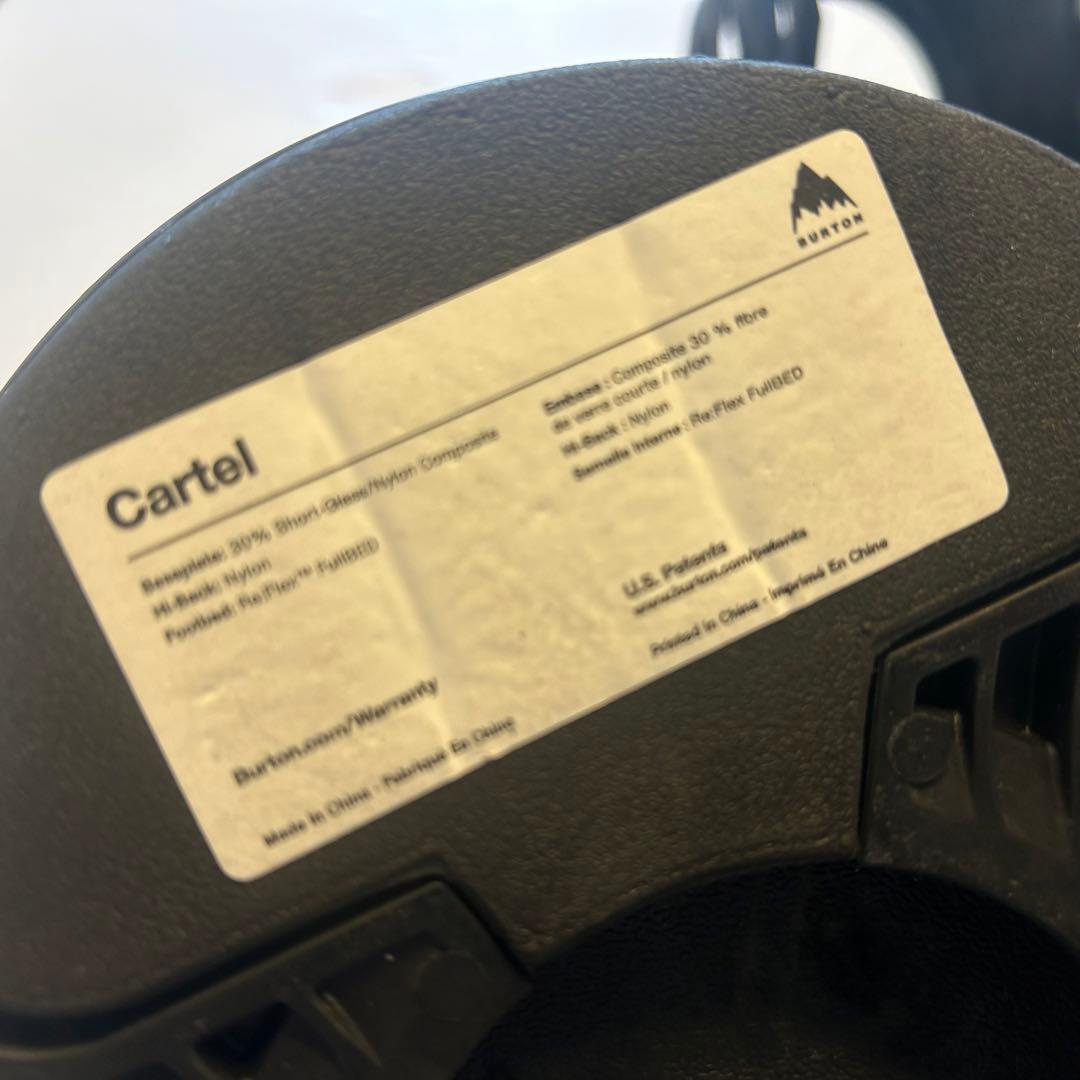 BURTON
Cartel
Baseplate: 30% Short-Glass/Nylon Composite
Hi-Back: Nylon
Footbed: Re:Flex™ FullBED
Embase : Composite 30 % fibre
de verre courte / nylon
Hi-Back : Nylon
Semelle Interne : Re:Flex FullBED
Burton.com/Warranty
Made In China - Fabriqué En Chine
U.S. Patents
www.burton.com/patents
Printed in China - Imprimé En Chine